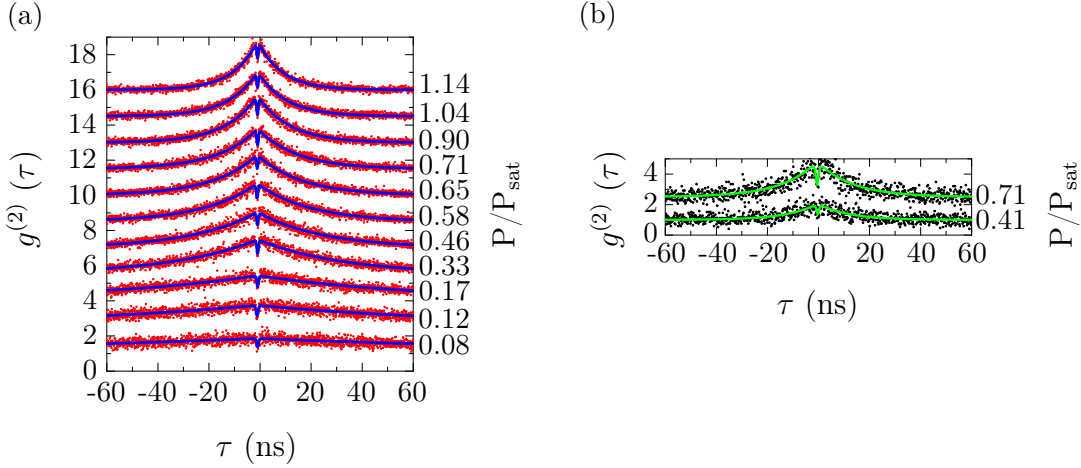 (a)
18
16
14
12
10
8
6
4
2
0
g(2) (τ)
-60 -40 -20 0 20 40 60
τ (ns)
1.14
1.04
0.90
0.71
0.65
0.58
0.46
0.33
0.17
0.12
0.08
P/Psat
(b)
4
2
0
g(2) (τ)
-60 -40 -20 0 20 40 60
τ (ns)
0.71
0.41
P/Psat